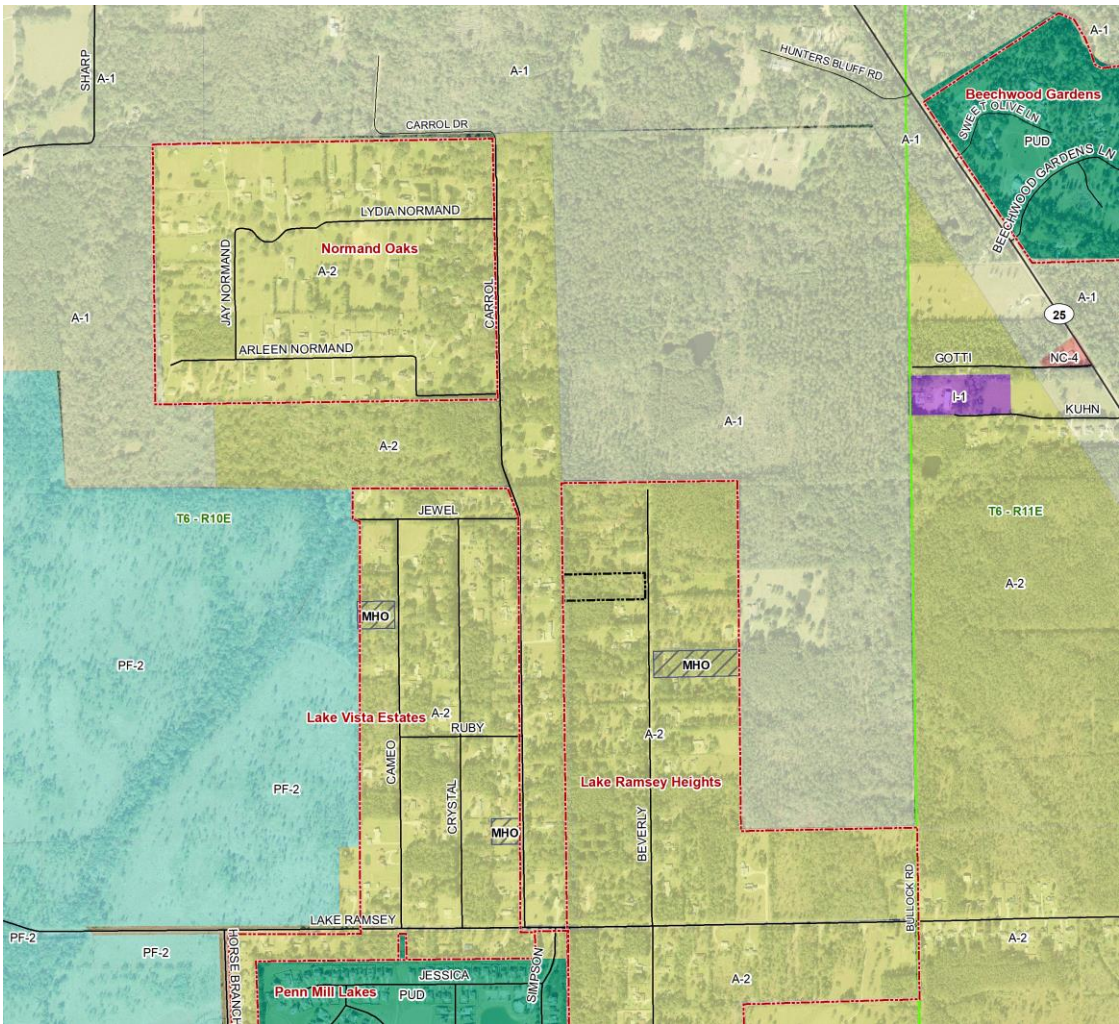 A-1
SHARP
A-1
A-1
HUNTERS BLUFF RD
Beechwood Gardens
SWEET OLIVE LN
PUD
BEECHWOOD GARDENS LN
CARROL DR
A-1
LYDIA NORMAND
Normand Oaks
A-2
JAY NORMAND
CARROL
ARLEEN NORMAND
A-1
A-1
25
GOTTI
NC-4
I-1
KUHN
A-1
A-2
JEWEL
T6 - R10E
T6 - R11E
A-2
MHO
MHO
PF-2
Lake Vista Estates
A-2
RUBY
A-2
CAMEO
CRYSTAL
PF-2
Lake Ramsey Heights
MHO
BEVERLY
BULLOCK RD
LAKE RAMSEY
PF-2
PF-2
A-2
HORSE BRANCH
JESSICA
SIMPSON
A-2
Penn Mill Lakes
PUD